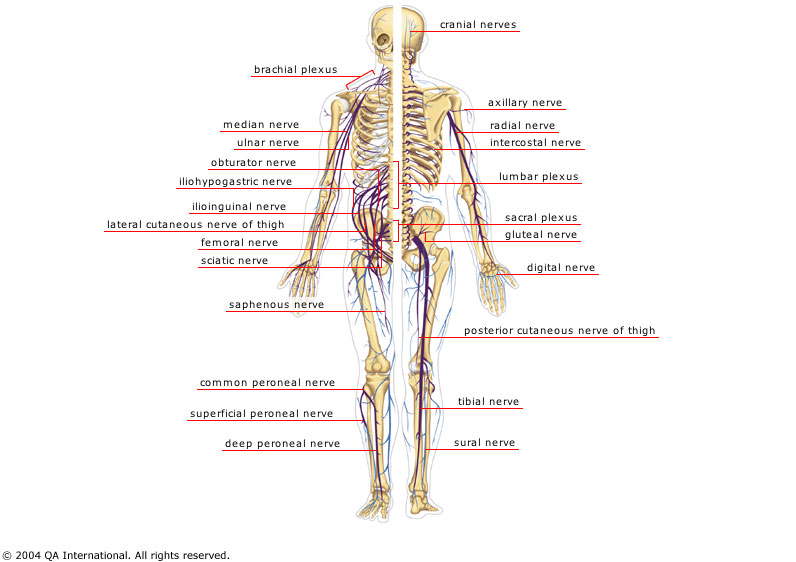 cranial nerves
brachial plexus
axillary nerve
median nerve
radial nerve
ulnar nerve
intercostal nerve
obturator nerve
lumbar plexus
iliohypogastric nerve
ilioinguinal nerve
sacral plexus
lateral cutaneous nerve of thigh
gluteal nerve
femoral nerve
sciatic nerve
digital nerve
saphenous nerve
posterior cutaneous nerve of thigh
common peroneal nerve
tibial nerve
superficial peroneal nerve
deep peroneal nerve
sural nerve
© 2004 QA International. All rights reserved.